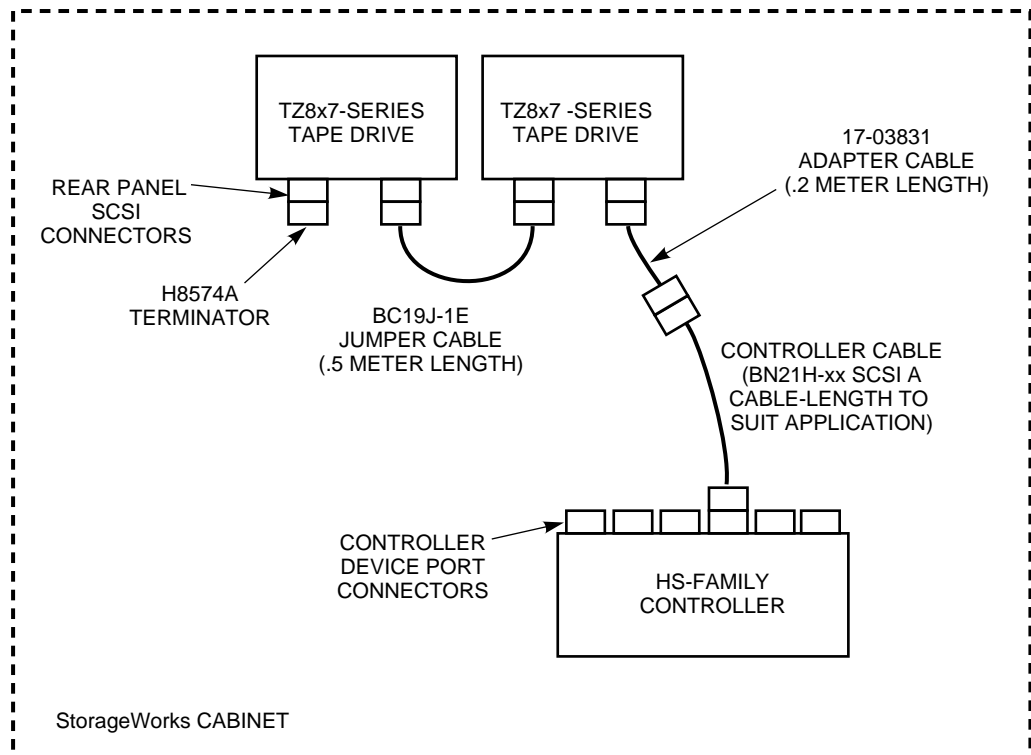 TZ8x7-SERIES
TAPE DRIVE
TZ8x7 -SERIES
TAPE DRIVE
17-03831
ADAPTER CABLE
(.2 METER LENGTH)
REAR PANEL
SCSI
CONNECTORS
H8574A
TERMINATOR
BC19J-1E
JUMPER CABLE
(.5 METER LENGTH)
CONTROLLER CABLE
(BN21H-xx SCSI A
CABLE-LENGTH TO
SUIT APPLICATION)
CONTROLLER
DEVICE PORT
CONNECTORS
HS-FAMILY
CONTROLLER
StorageWorks CABINET